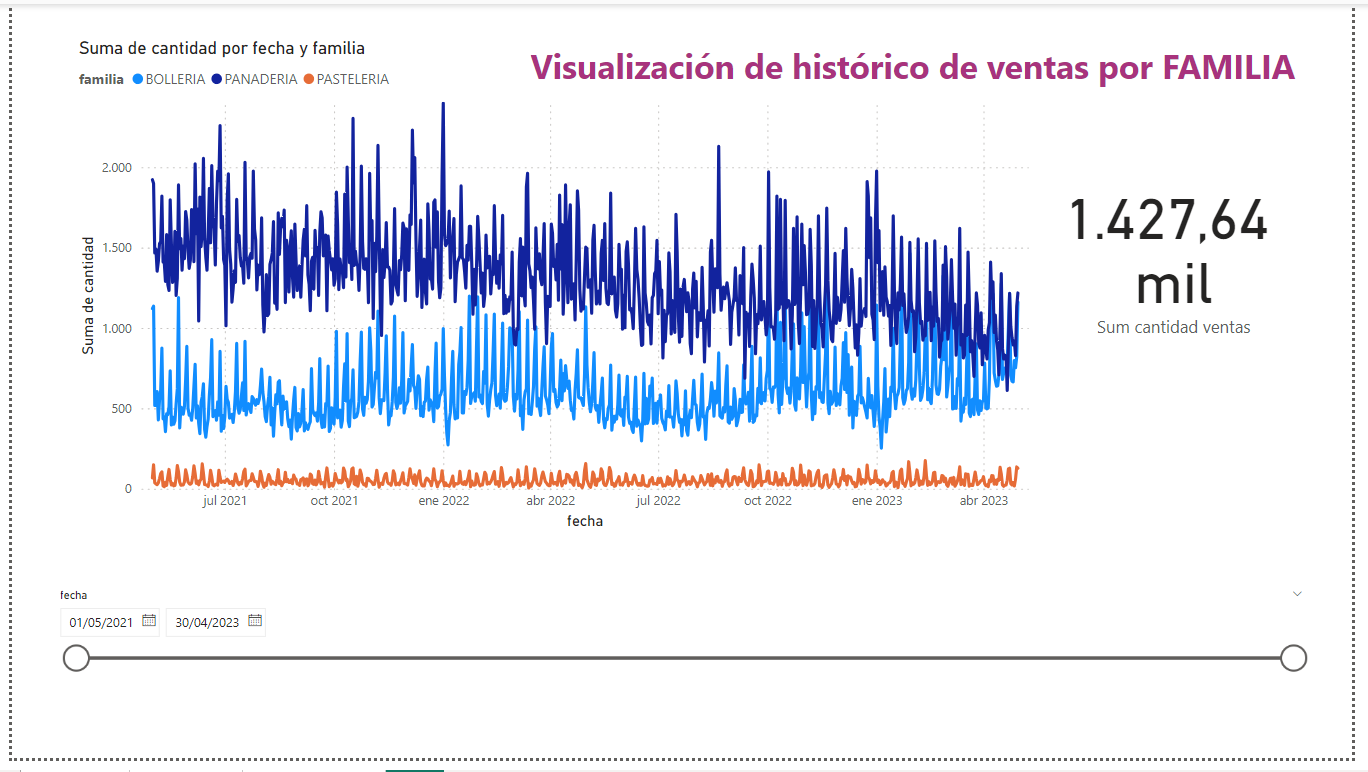 Suma de cantidad por fecha y familia
familia BOLLERIA PANADERIA PASTELERIA
Visualización de histórico de ventas por FAMILIA
2.000
1.500
1.000
500
0
Suma de cantidad
jul 2021 oct 2021 ene 2022 abr 2022 jul 2022 oct 2022 ene 2023 abr 2023
fecha
1.427,64
mil
Sum cantidad ventas
fecha
01/05/2021 30/04/2023